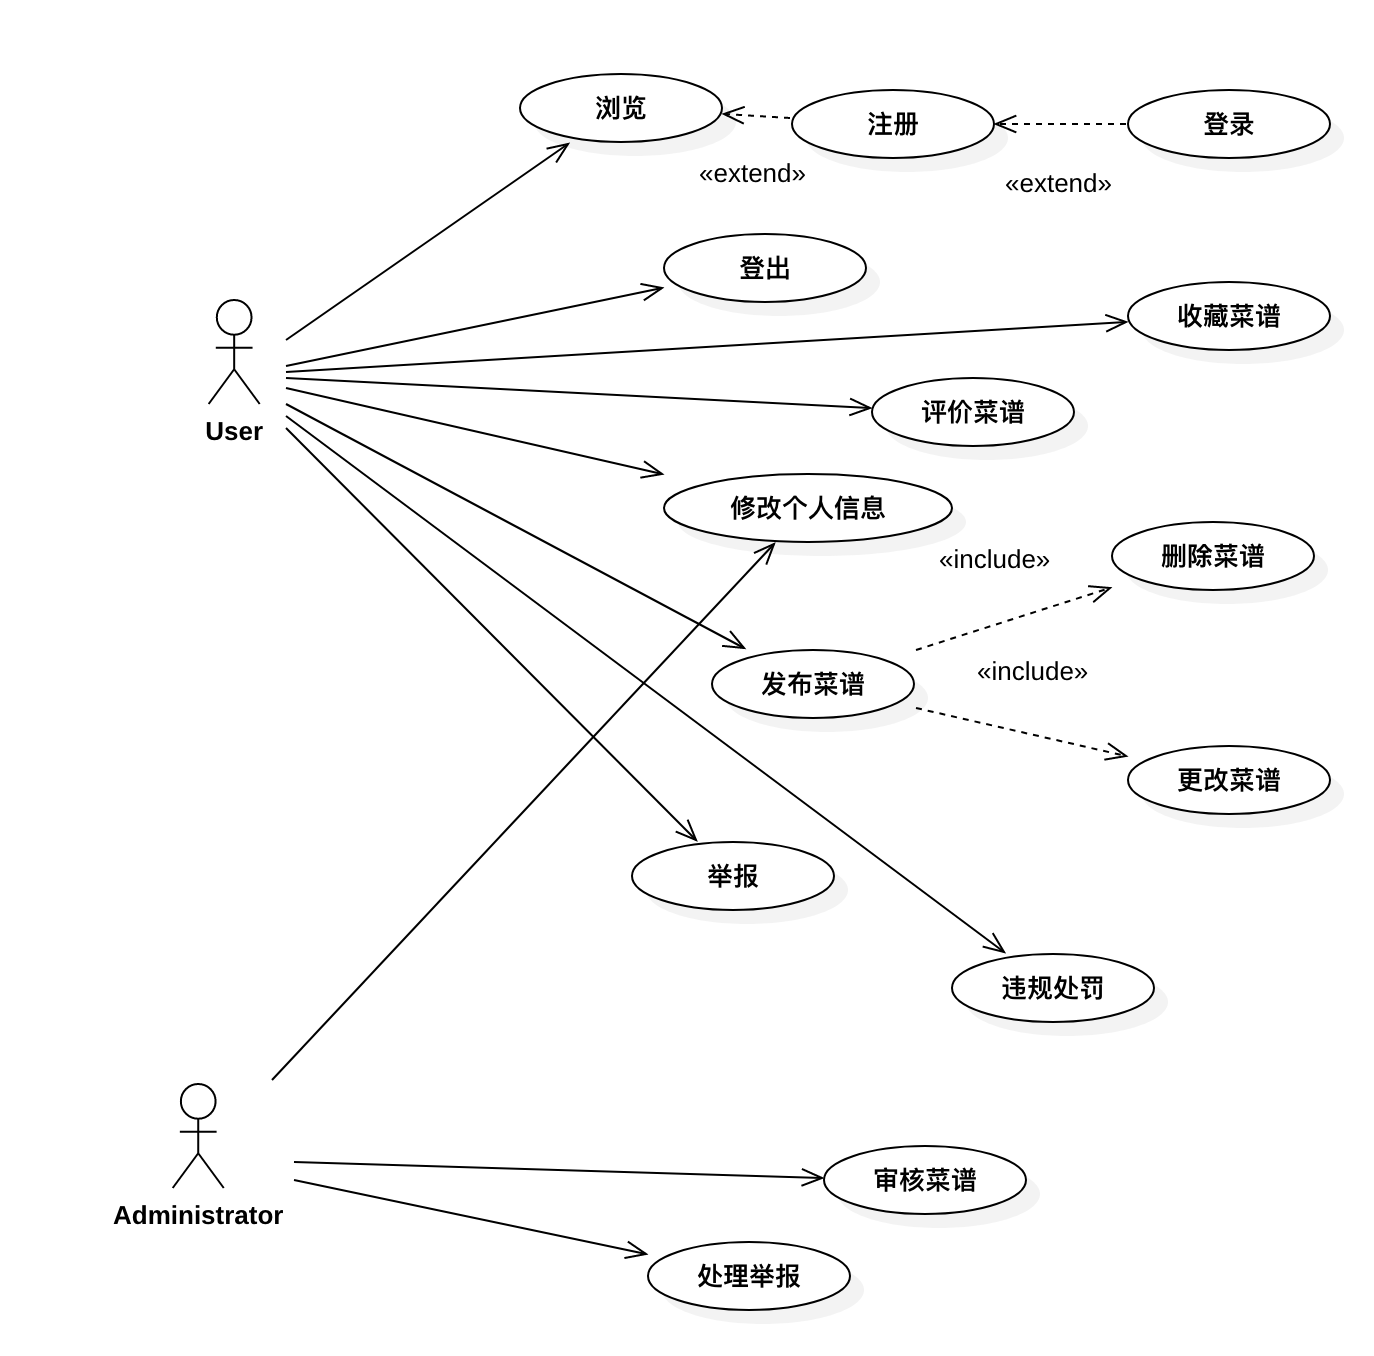 浏览
注册
登录
«extend»
«extend»
登出
收藏菜谱
评价菜谱
User
修改个人信息
«include»
删除菜谱
«include»
发布菜谱
更改菜谱
举报
违规处罚
审核菜谱
Administrator
处理举报